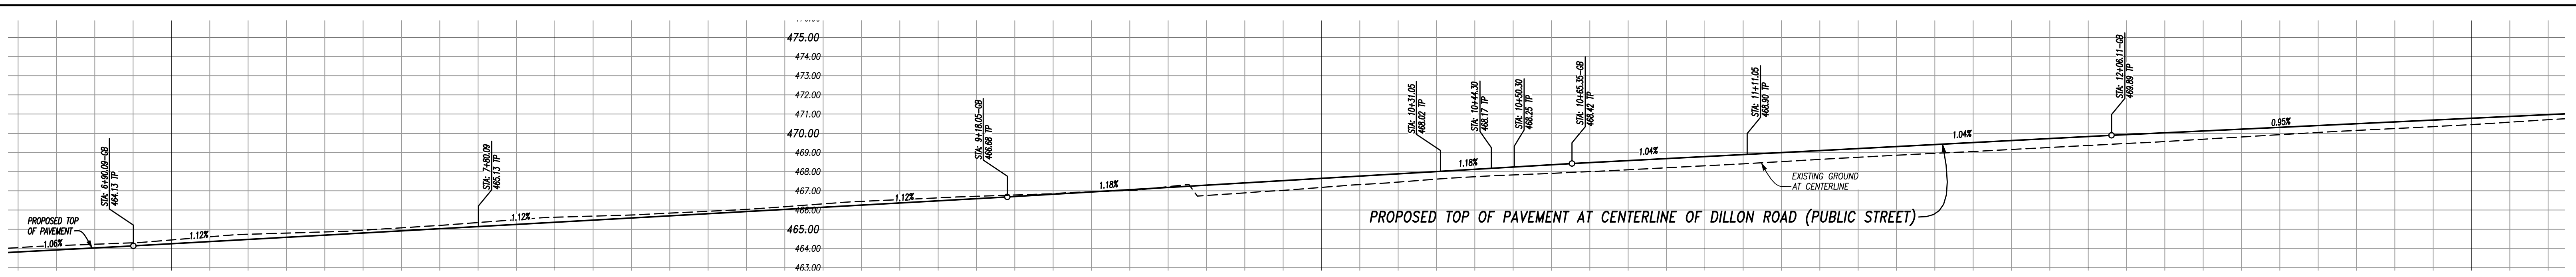 475.00
474.00
473.00
472.00
471.00
470.00
469.00
468.00
467.00
466.00
465.00
464.00
463.00
PROPOSED TOP
OF PAVEMENT
1.06%
STA: 6+90.09-GB
464.13 TP
1.12%
STA: 7+80.09
465.13 TP
1.12%
1.12%
STA: 9+18.05-GB
466.68 TP
1.18%
STA: 10+31.05
468.02 TP
1.18%
STA: 10+44.30
468.17 TP
STA: 10+50.30
468.25 TP
STA: 10+65.35-GB
468.42 TP
1.04%
STA: 11+11.05
468.90 TP
EXISTING GROUND
AT CENTERLINE
PROPOSED TOP OF PAVEMENT AT CENTERLINE OF DILLON ROAD (PUBLIC STREET)
1.04%
STA: 12+06.11-GB
469.89 TP
0.95%